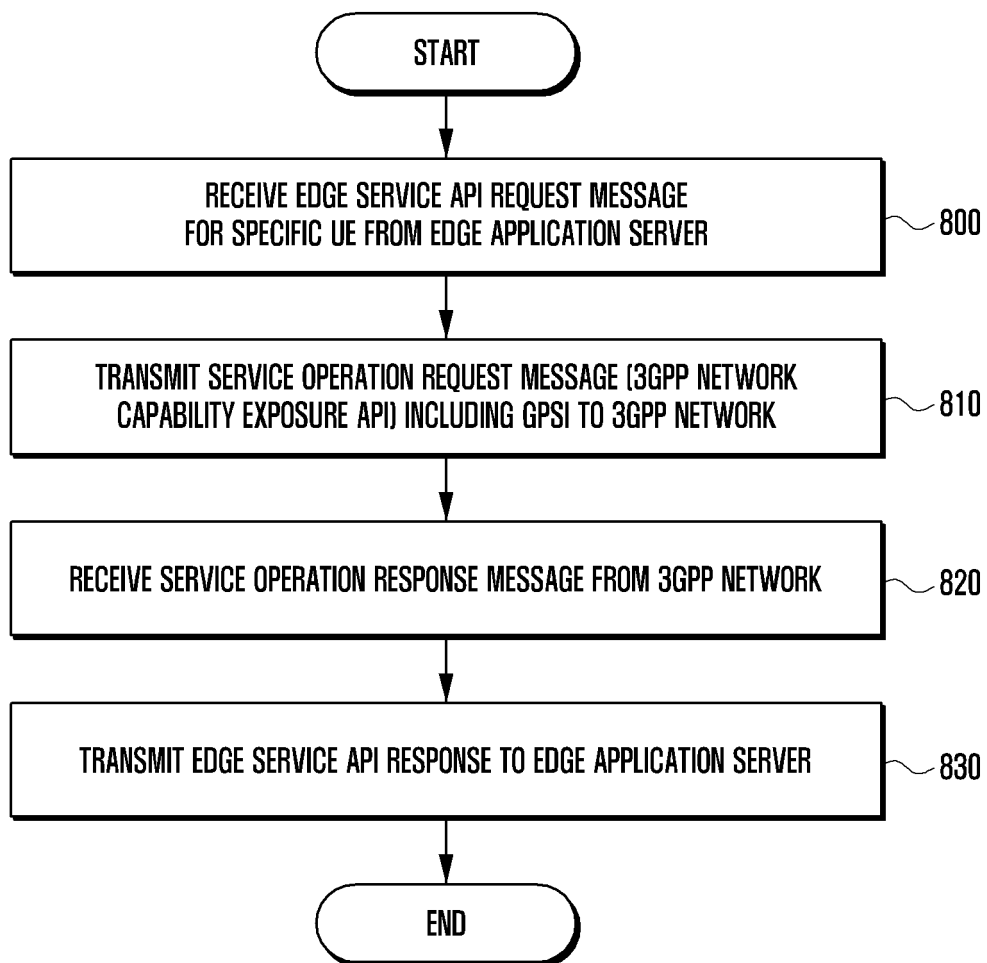 START
RECEIVE EDGE SERVICE API REQUEST MESSAGE
FOR SPECIFIC UE FROM EDGE APPLICATION SERVER
800
TRANSMIT SERVICE OPERATION REQUEST MESSAGE (3GPP NETWORK
CAPABILITY EXPOSURE API) INCLUDING GPSI TO 3GPP NETWORK
810
RECEIVE SERVICE OPERATION RESPONSE MESSAGE FROM 3GPP NETWORK
820
TRANSMIT EDGE SERVICE API RESPONSE TO EDGE APPLICATION SERVER
830
END